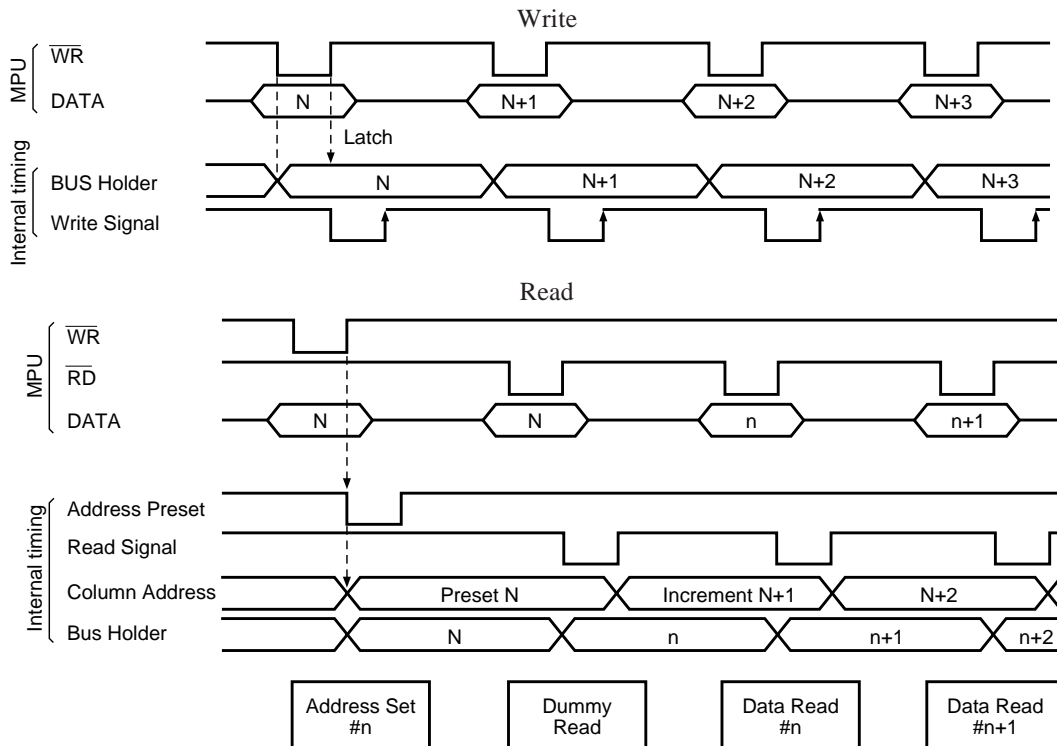 Write
MPU
WR
DATA
N
N+1
N+2
N+3
Latch
Internal timing
BUS Holder
N
N+1
N+2
N+3
Write Signal
Read
MPU
WR
RD
DATA
N
N
n
n+1
Internal timing
Address Preset
Read Signal
Column Address
Preset N
Increment N+1
N+2
Bus Holder
N
n
n+1
n+2
Address Set
#n
Dummy
Read
Data Read
#n
Data Read
#n+1